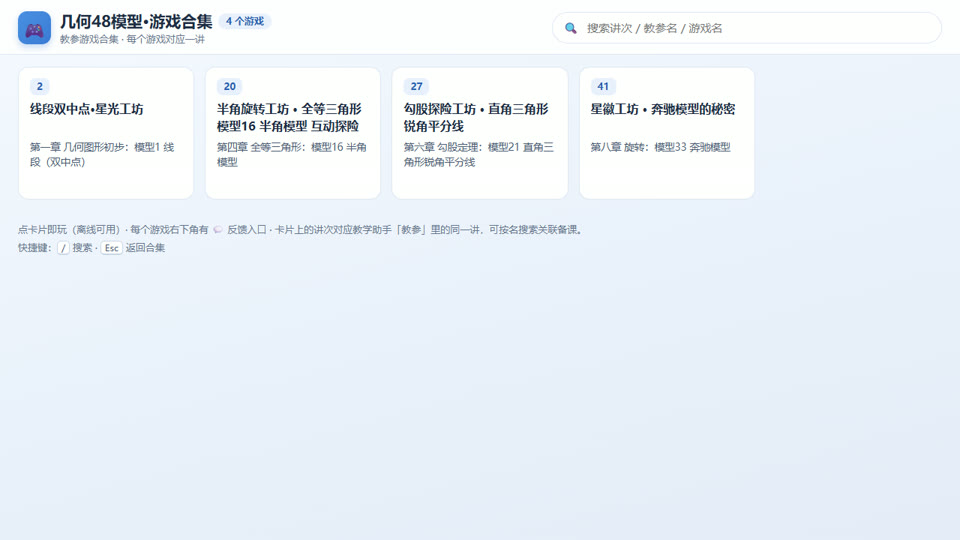 几何48模型·游戏合集
4 个游戏
教参游戏合集 · 每个游戏对应一讲
搜索讲次 / 教参名 / 游戏名
2
线段双中点·星光工坊
第一章 几何图形初步：模型1 线
段（双中点）
20
半角旋转工坊 · 全等三角形
模型16 半角模型 互动探险
第四章 全等三角形：模型16 半角
模型
27
勾股探险工坊 · 直角三角形
锐角平分线
第六章 勾股定理：模型21 直角三
角形锐角平分线
41
星徽工坊 · 奔驰模型的秘密
第八章 旋转：模型33 奔驰模型
点卡片即玩（离线可用）· 每个游戏右下角有 💬 反馈入口 · 卡片上的讲次对应教学助手「教参」里的同一讲，可按名搜索关联备课。
快捷键： / 搜索 · Esc 返回合集